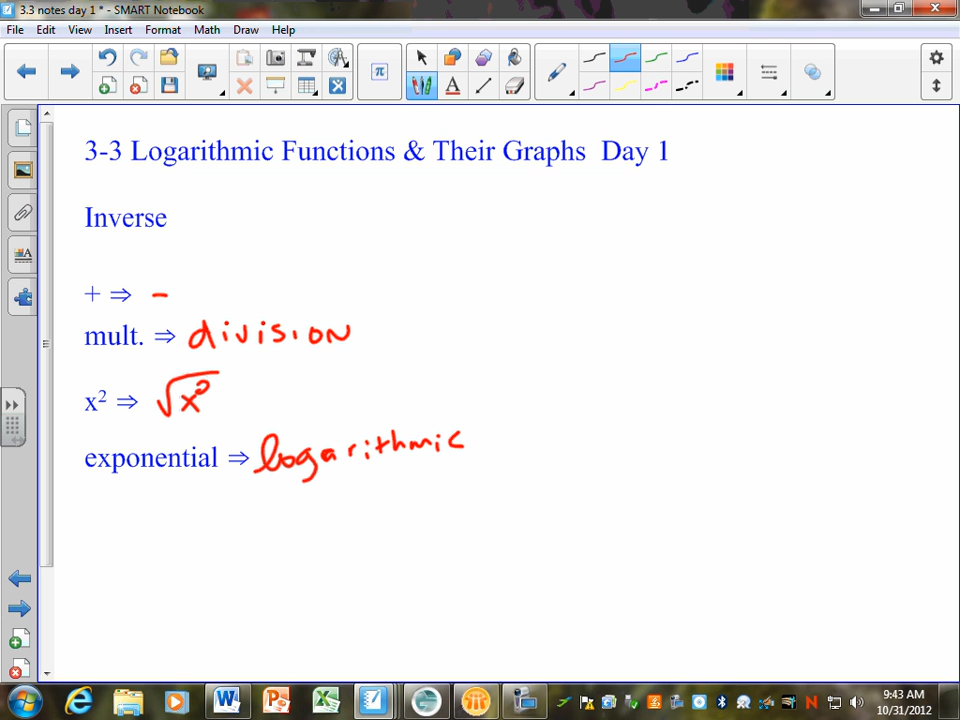 3.3 notes day 1 * - SMART Notebook
File Edit View Insert Format Math Draw Help
3-3 Logarithmic Functions & Their Graphs Day 1
Inverse
+ ⇒ -
mult. ⇒ division
x² ⇒ √x²
exponential ⇒ logarithmic
9:43 AM
10/31/2012